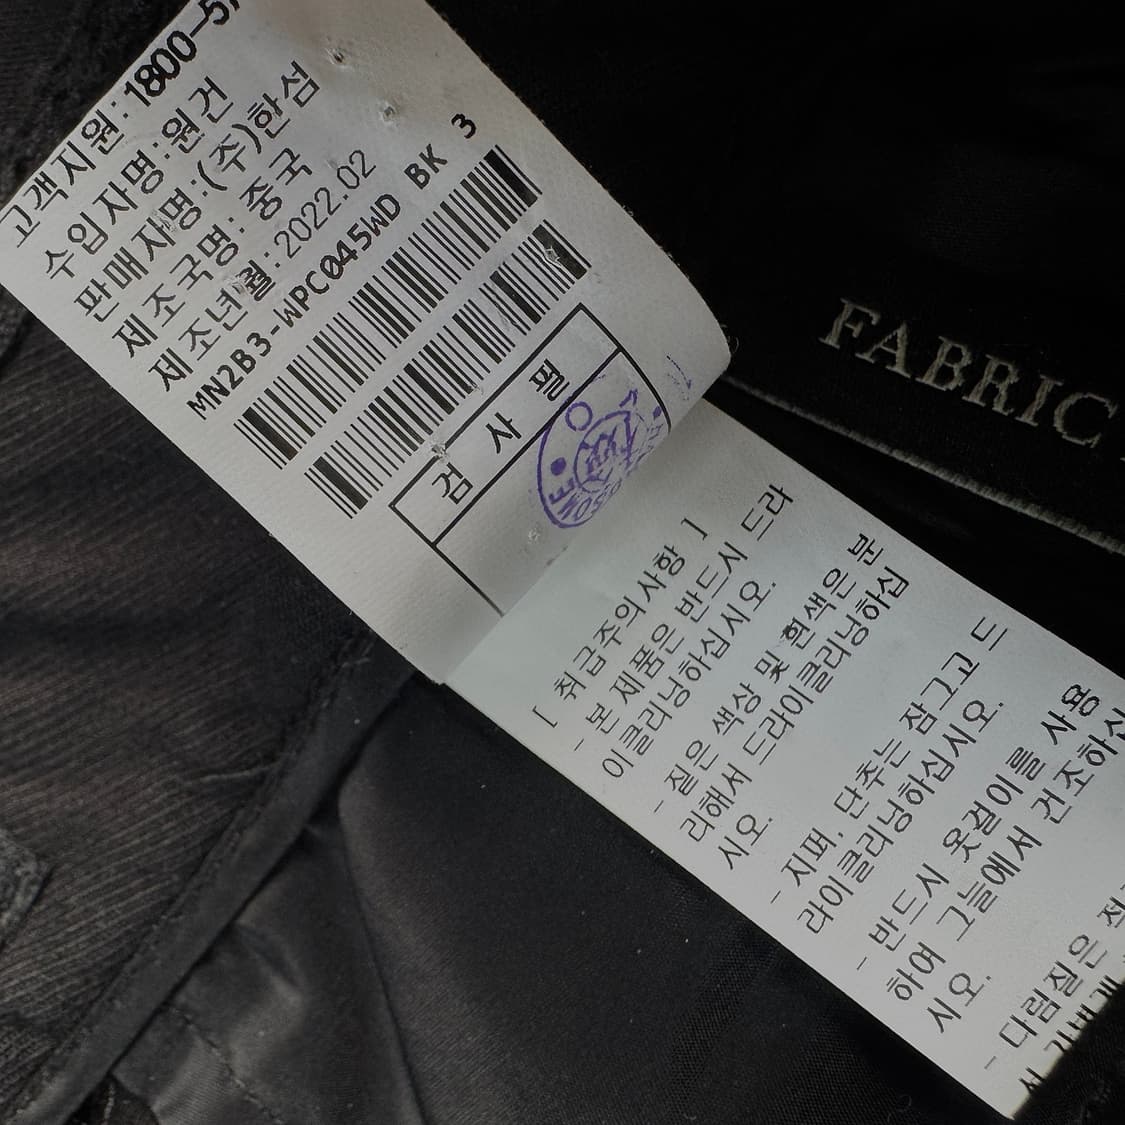 고객지원:1800-57
수입자명:원건
판매자명:(주)한섬
제조국명:중국
제조년월:2022.02
MN2B3-WPC045WD BK 3
검 사 필
[ 취급주의사항 ]
- 본 제품은 반드시 드라
이클리닝하십시오.
- 짙은 색상 및 흰색은 분
리해서 드라이클리닝하십
시오.
- 지퍼, 단추는 잠그고 드
라이클리닝하십시오.
- 반드시 옷걸이를 사용
하여 그늘에서 건조하십
시오.
- 다림질은
FABRIC